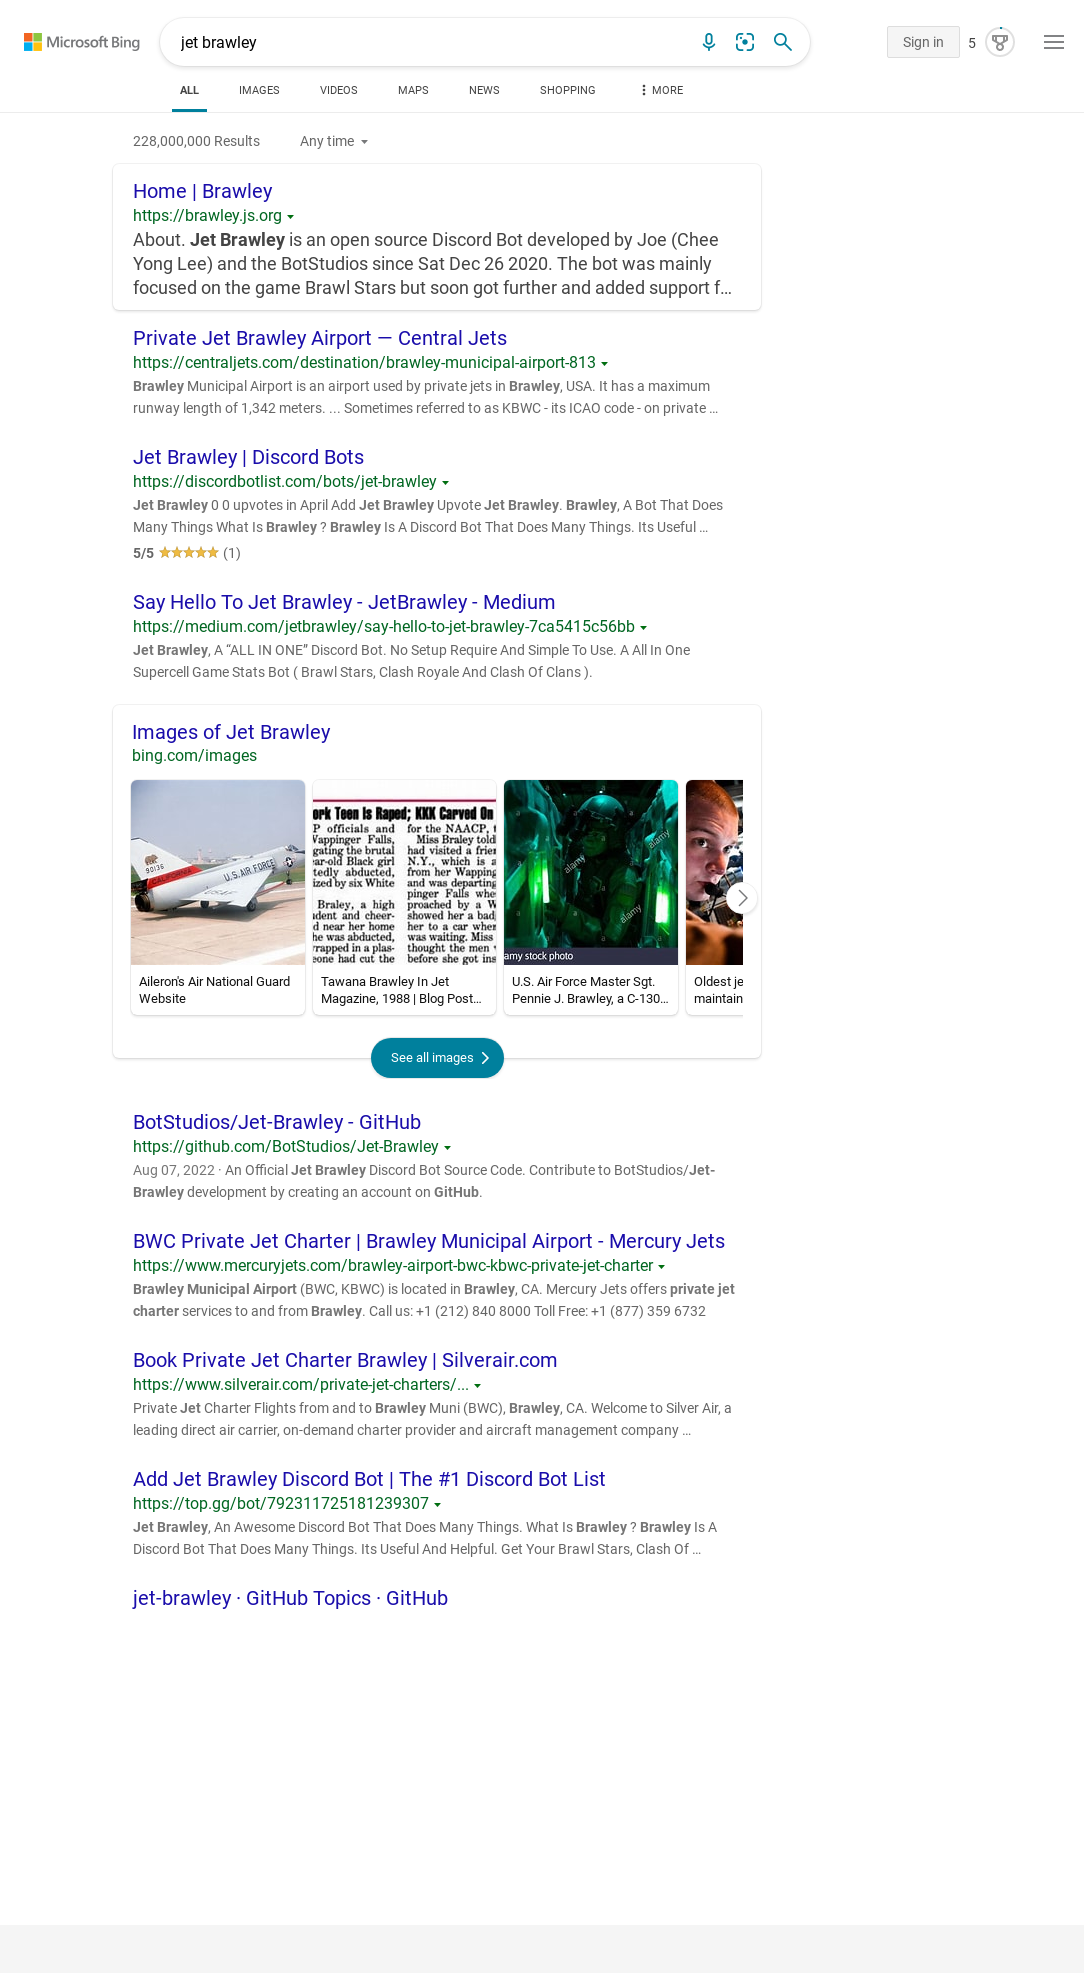 Microsoft Bing
jet brawley
Sign in
5
ALL
IMAGES
VIDEOS
MAPS
NEWS
SHOPPING
MORE
228,000,000 Results
Any time
Home | Brawley
https://brawley.js.org
About. Jet Brawley is an open source Discord Bot developed by Joe (Chee
Yong Lee) and the BotStudios since Sat Dec 26 2020. The bot was mainly
focused on the game Brawl Stars but soon got further and added support f…
Private Jet Brawley Airport — Central Jets
https://centraljets.com/destination/brawley-municipal-airport-813
Brawley Municipal Airport is an airport used by private jets in Brawley, USA. It has a maximum
runway length of 1,342 meters. ... Sometimes referred to as KBWC - its ICAO code - on private …
Jet Brawley | Discord Bots
https://discordbotlist.com/bots/jet-brawley
Jet Brawley 0 0 upvotes in April Add Jet Brawley Upvote Jet Brawley. Brawley, A Bot That Does
Many Things What Is Brawley ? Brawley Is A Discord Bot That Does Many Things. Its Useful …
5/5 (1)
Say Hello To Jet Brawley - JetBrawley - Medium
https://medium.com/jetbrawley/say-hello-to-jet-brawley-7ca5415c56bb
Jet Brawley, A “ALL IN ONE” Discord Bot. No Setup Require And Simple To Use. A All In One
Supercell Game Stats Bot ( Brawl Stars, Clash Royale And Clash Of Clans ).
Images of Jet Brawley
bing.com/images
90136
CALIFORNIA
U.S. AIR FORCE
USAF
Aileron's Air National Guard
Website
ork Teen Is Raped; KKK Carved On
P officials and
Wappinger Falls,
gating the brutal
ear-old Black girl
tedly abducted,
ized by six White
Braley, a high
udent and cheer-
d near her home
he was abducted,
wrapped in a plas-
eone had cut the
for the NAACP, t
Miss Braley told
had visited a frien
N.Y., which is a
from her Wapping
and was departing
pinger Falls whe
proached by a W
showed her a bad
her to a car wher
was waiting. Miss
thought the men w
before she got ins
Tawana Brawley In Jet
Magazine, 1988 | Blog Post…
alamy
alamy
alamy
amy stock photo
U.S. Air Force Master Sgt.
Pennie J. Brawley, a C-130…
Oldest je
maintain
See all images
BotStudios/Jet-Brawley - GitHub
https://github.com/BotStudios/Jet-Brawley
Aug 07, 2022 · An Official Jet Brawley Discord Bot Source Code. Contribute to BotStudios/Jet-
Brawley development by creating an account on GitHub.
BWC Private Jet Charter | Brawley Municipal Airport - Mercury Jets
https://www.mercuryjets.com/brawley-airport-bwc-kbwc-private-jet-charter
Brawley Municipal Airport (BWC, KBWC) is located in Brawley, CA. Mercury Jets offers private jet
charter services to and from Brawley. Call us: +1 (212) 840 8000 Toll Free: +1 (877) 359 6732
Book Private Jet Charter Brawley | Silverair.com
https://www.silverair.com/private-jet-charters/...
Private Jet Charter Flights from and to Brawley Muni (BWC), Brawley, CA. Welcome to Silver Air, a
leading direct air carrier, on-demand charter provider and aircraft management company …
Add Jet Brawley Discord Bot | The #1 Discord Bot List
https://top.gg/bot/792311725181239307
Jet Brawley, An Awesome Discord Bot That Does Many Things. What Is Brawley ? Brawley Is A
Discord Bot That Does Many Things. Its Useful And Helpful. Get Your Brawl Stars, Clash Of …
jet-brawley · GitHub Topics · GitHub